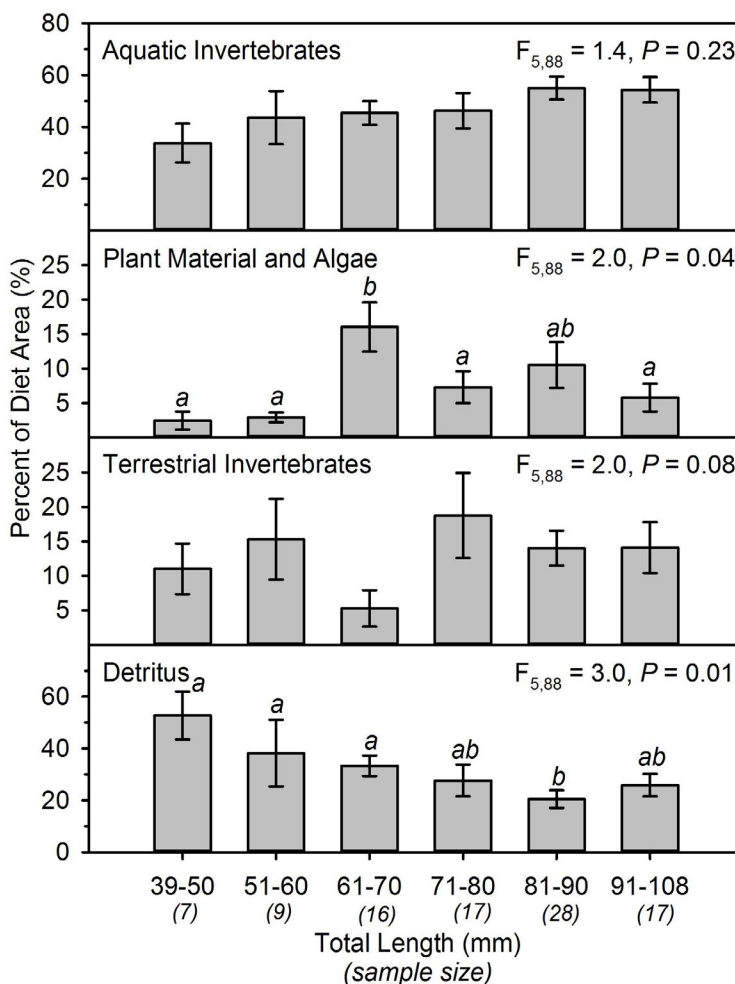 Percent of Diet Area (%)
80
Aquatic Invertebrates F5,88 = 1.4, P = 0.23
60
40
20
Plant Material and Algae F5,88 = 2.0, P = 0.04
25
20
15
10
5
a a b a ab a
Terrestrial Invertebrates F5,88 = 2.0, P = 0.08
25
20
15
10
5
Detritus F5,88 = 3.0, P = 0.01
60
40
20
0
a a a ab b ab
39-50 51-60 61-70 71-80 81-90 91-108
(7) (9) (16) (17) (28) (17)
Total Length (mm)
(sample size)